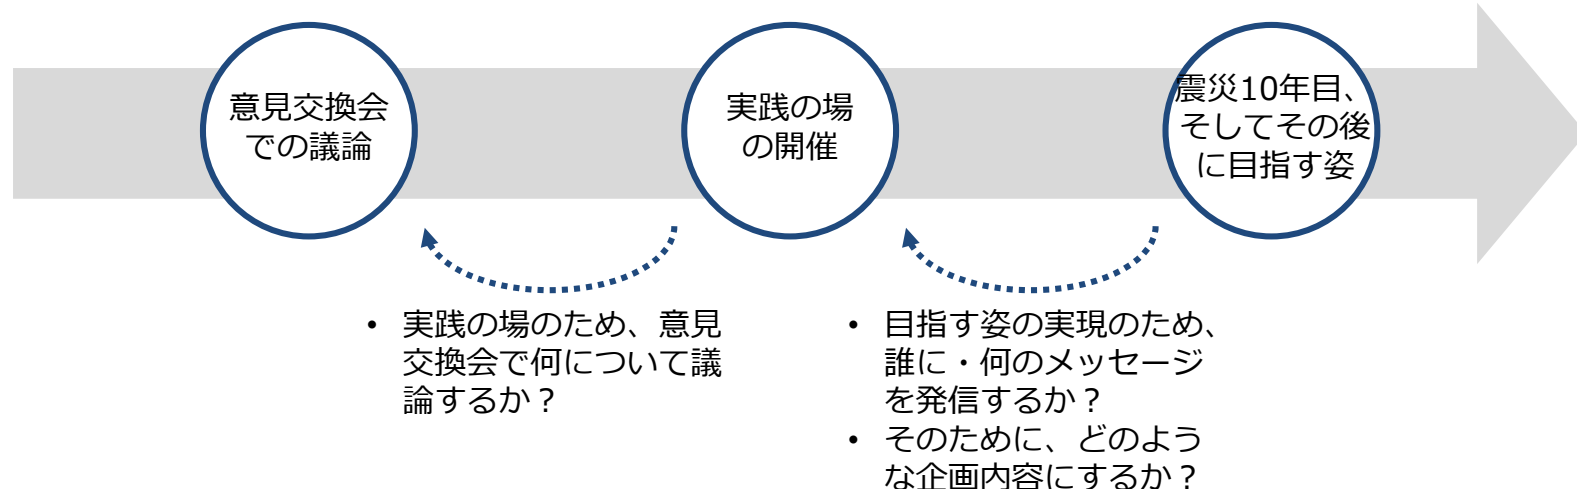 意見交換会
での議論
実践の場
の開催
震災10年目、
そしてその後
に目指す姿
• 実践の場のため、意見
交換会で何について議
論するか？
• 目指す姿の実現のため、
誰に・何のメッセージ
を発信するか？
• そのために、どのよう
な企画内容にするか？